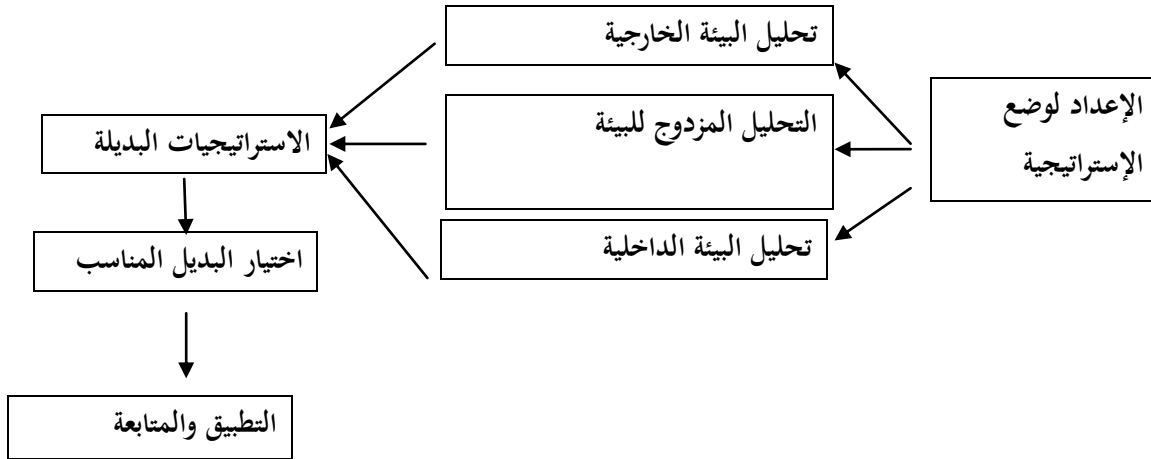 الإعداد لوضع
الإستراتيجية
تحليل البيئة الخارجية
التحليل المزدوج للبيئة
تحليل البيئة الداخلية
الاستراتيجيات البديلة
اختيار البديل المناسب
التطبيق والمتابعة